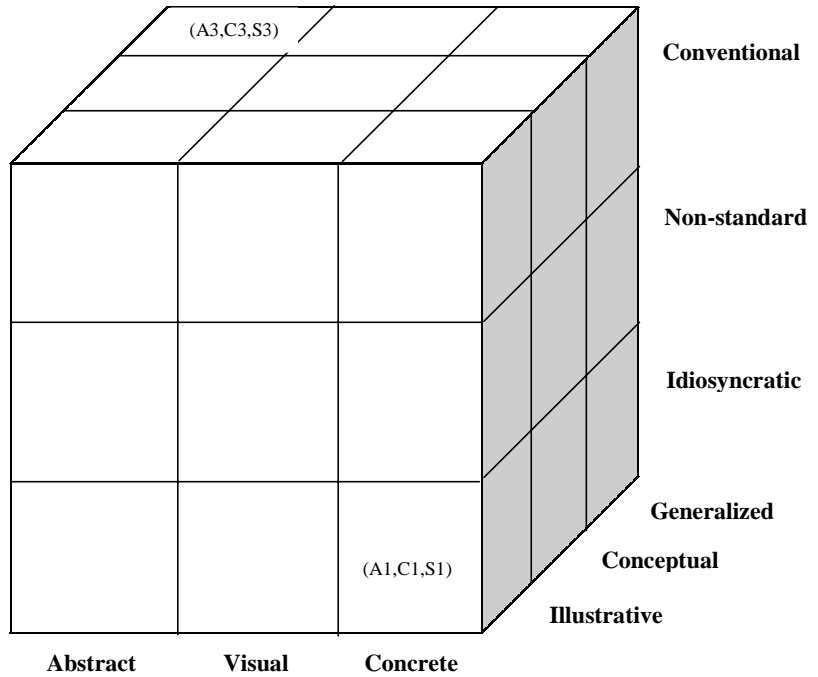 (A3,C3,S3)
Conventional
Non-standard
Idiosyncratic
Generalized
Conceptual
(A1,C1,S1)
Illustrative
Abstract Visual Concrete